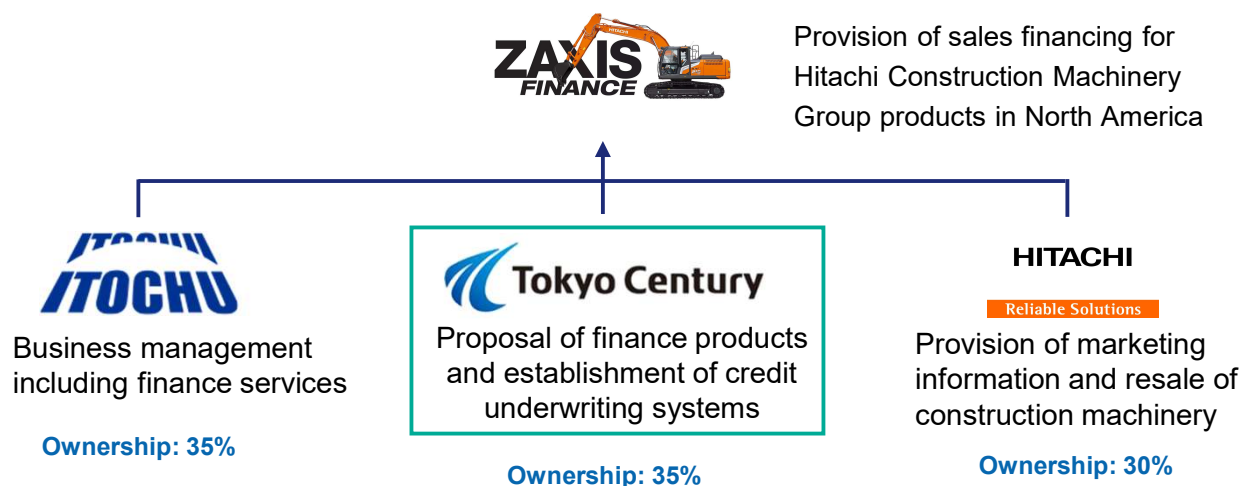 ZAXIS
FINANCE
HITACHI
Provision of sales financing for
Hitachi Construction Machinery
Group products in North America
ITOCHU
ITOCHU
Business management
including finance services
Ownership: 35%
Tokyo Century
Proposal of finance products
and establishment of credit
underwriting systems
Ownership: 35%
HITACHI
Reliable Solutions
Provision of marketing
information and resale of
construction machinery
Ownership: 30%